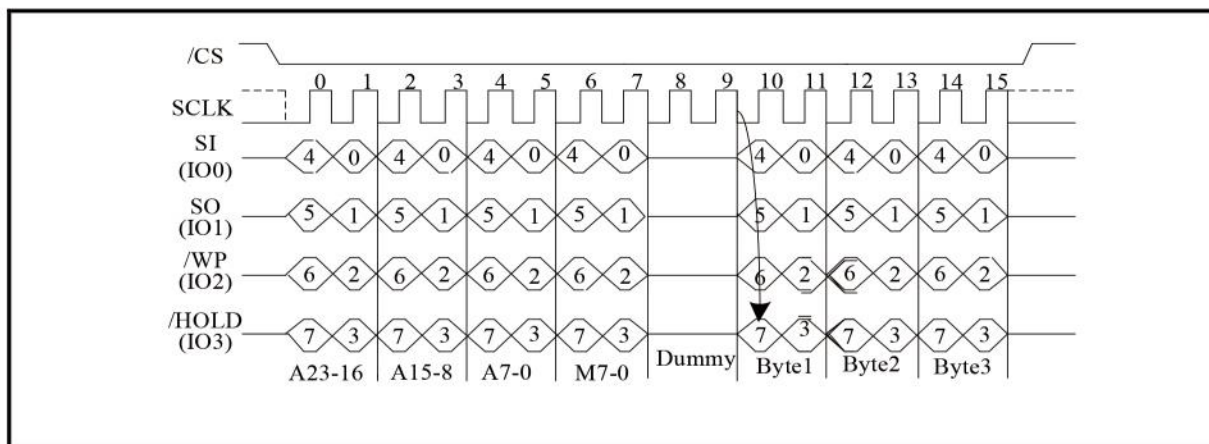 /CS
0 1 2 3 4 5 6 7 8 9 10 11 12 13 14 15
SCLK
SI
(IO0)
4 0 4 0 4 0 4 0 4 0 4 0 4 0
SO
(IO1)
5 1 5 1 5 1 5 1 5 1 5 1 5 1
/WP
(IO2)
6 2 6 2 6 2 6 2 6 2 6 2 6 2
/HOLD
(IO3)
7 3 7 3 7 3 7 3 7 3 7 3 7 3
A23-16 A15-8 A7-0 M7-0 Dummy Byte1 Byte2 Byte3